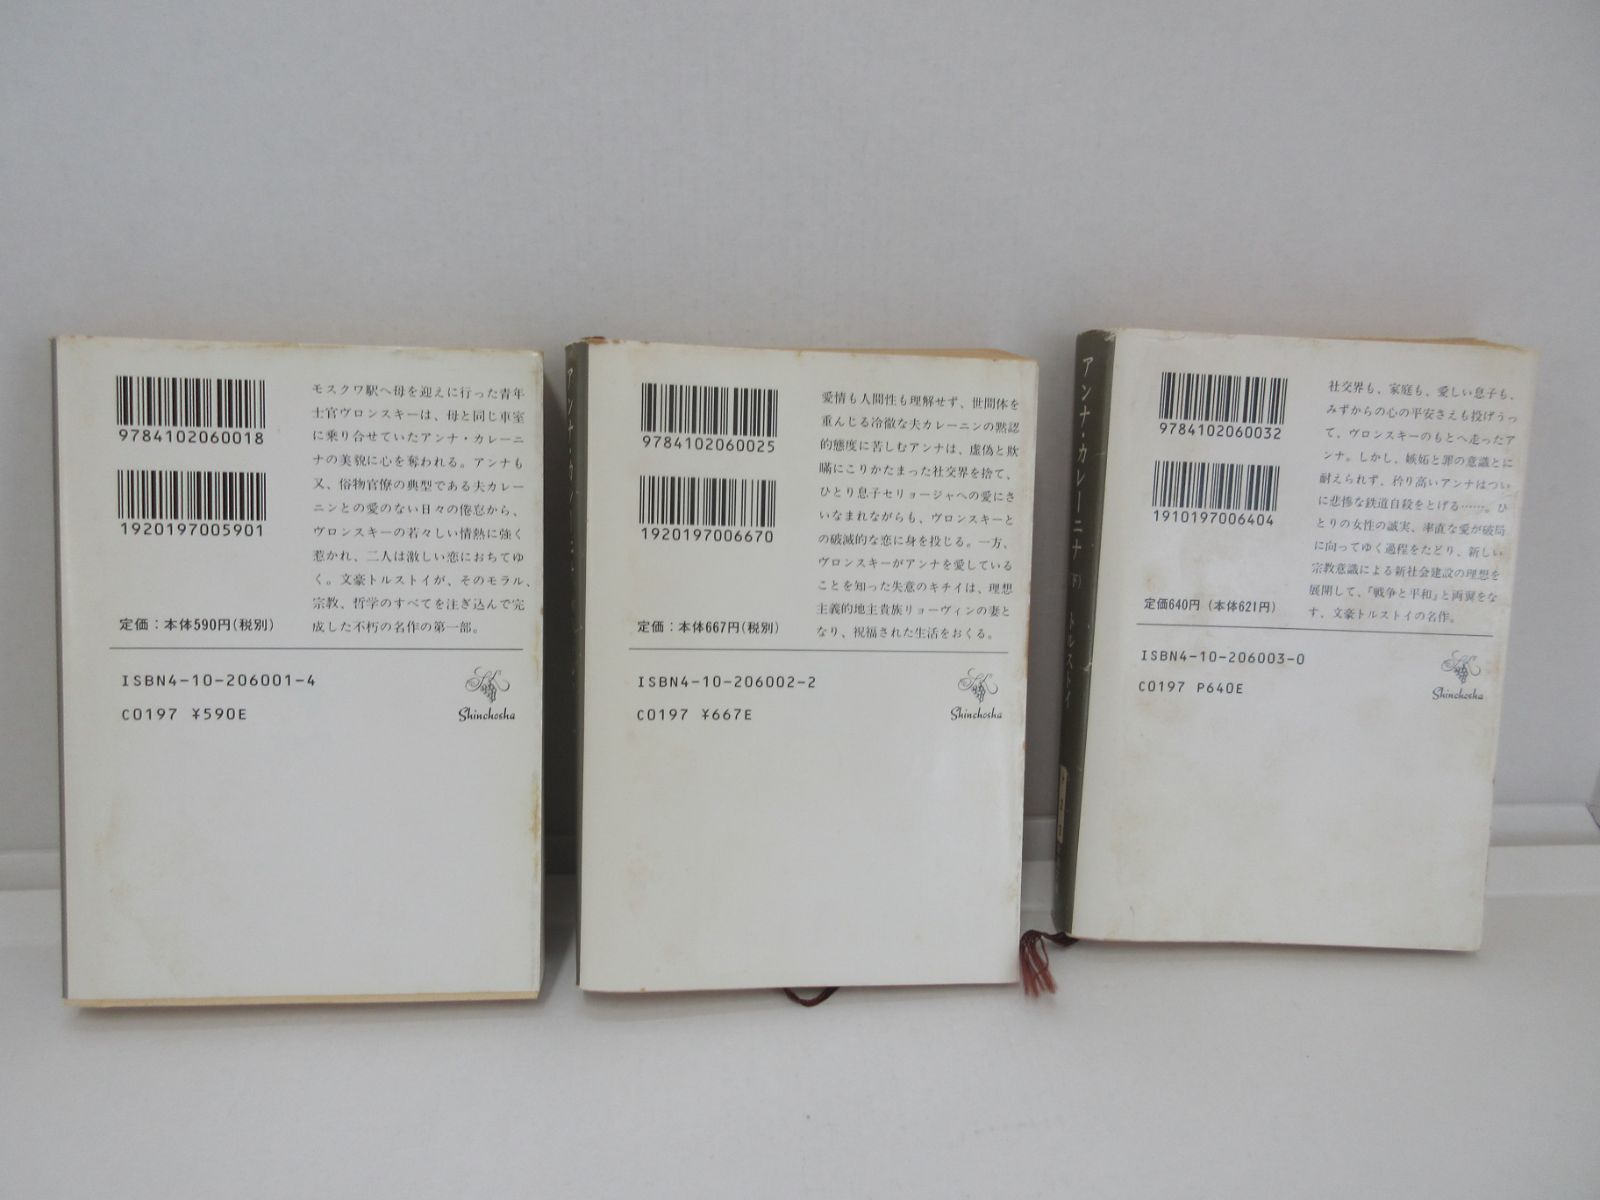 9784102060018
1920197005901
定価：本体590円(税別)
モスクワ駅へ母を迎えに行った青年
士官ヴロンスキーは、母と同じ車室
に乗り合せていたアンナ・カレーニ
ナの美貌に心を奪われる。アンナも
又、俗物官僚の典型である夫カレー
ニンとの愛のない日々の倦怠から、
ヴロンスキーの若々しい情熱に強く
惹かれ、二人は激しい恋におちてゆ
く。文豪トルストイが、そのモラル、
宗教、哲学のすべてを注ぎ込んで完
成した不朽の名作の第一部。
ISBN4-10-206001-4
C0197 ¥590E
Shinchosha
9784102060025
1920197006670
定価：本体667円(税別)
愛情も人間性も理解せず、世間体を
重んじる冷徹な夫カレーニンの黙認
的態度に苦しむアンナは、虚偽と欺
瞞にこりかたまった社交界を捨て、
ひとり息子セリョージャへの愛にさ
いなまれながらも、ヴロンスキーと
の破滅的な恋に身を投じる。一方、
ヴロンスキーがアンナを愛している
ことを知った失意のキチイは、理想
主義的地主貴族リョーヴィンの妻と
なり、祝福された生活をおくる。
ISBN4-10-206002-2
C0197 ¥667E
Shinchosha
アンナ・カレーニナ(下) トルストイ
9784102060032
1910197006404
定価640円（本体621円）
社交界も、家庭も、愛しい息子も、
みずからの心の平安さえも投げうっ
て、ヴロンスキーのもとへ走ったア
ンナ。しかし、嫉妬と罪の意識とに
耐えられず、矜り高いアンナはつい
に悲惨な鉄道自殺をとげる……。ひ
とりの女性の誠実、率直な愛が破局
に向ってゆく過程をたどり、新しい
宗教意識による新社会建設の理想を
展開して、『戦争と平和』と両翼をな
す、文豪トルストイの名作。
ISBN4-10-206003-0
C0197 P640E
Shinchosha